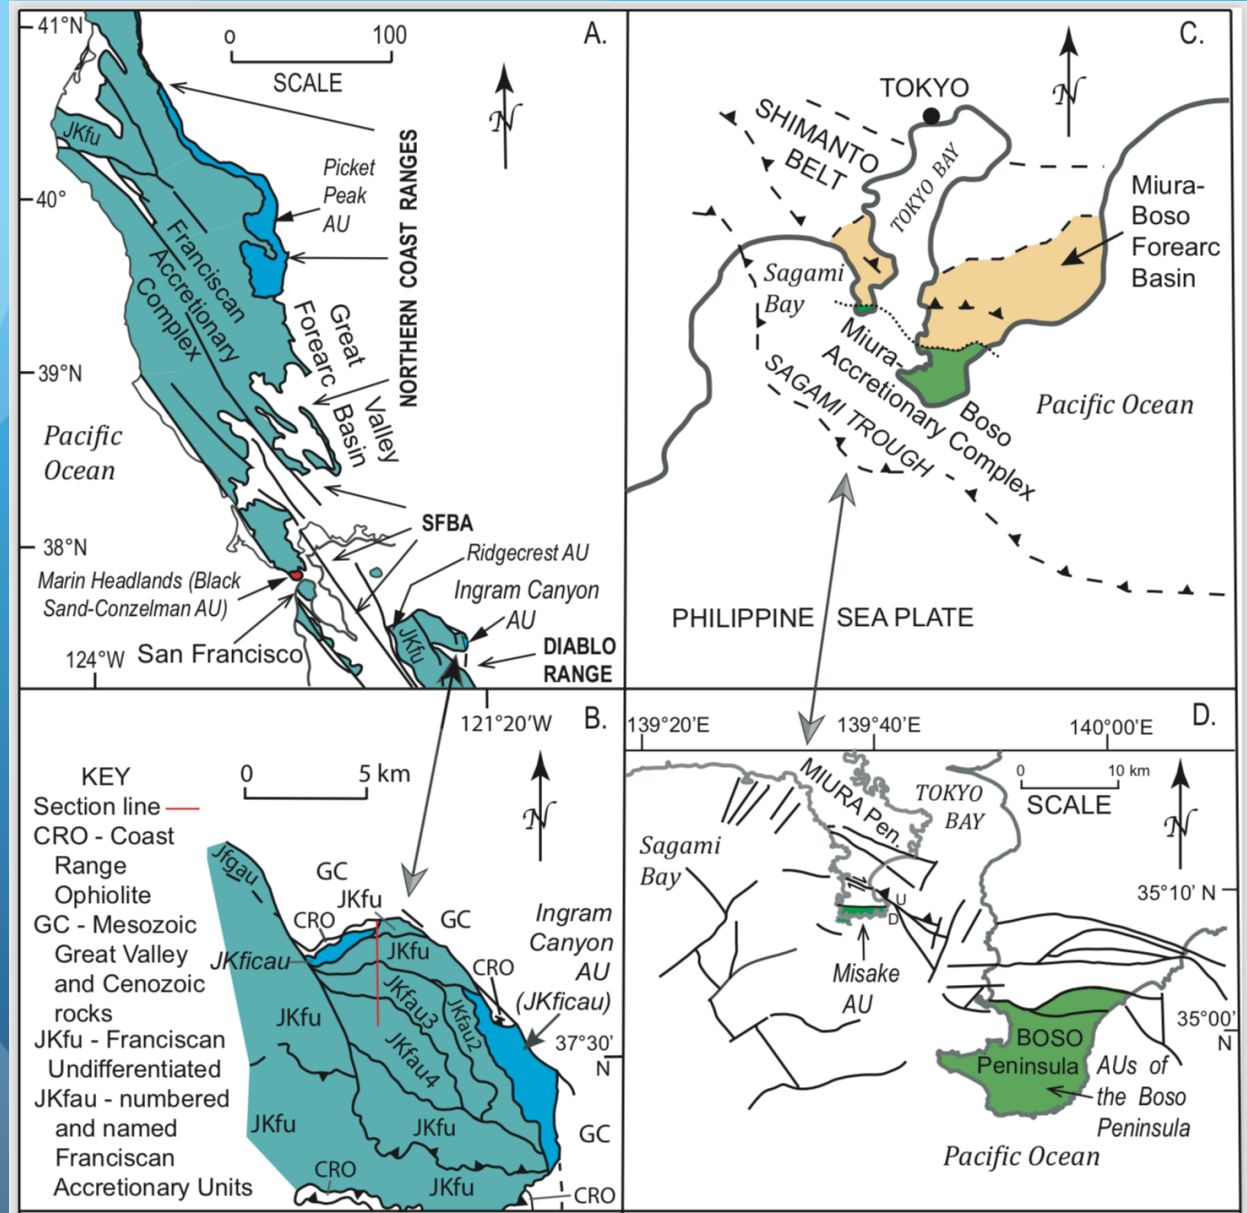 41°N
0
100
A.
SCALE
N
JKfu
Picket
Peak
AU
NORTHERN COAST RANGES
40°
Franciscan
Accretionary
Complex
Great
Forearc
Valley
Basin
39°N
Pacific
Ocean
SFBA
38°N
Ridgecrest AU
Marin Headlands (Black
Sand-Conzelman AU)
Ingram Canyon
AU
JKfu
DIABLO
RANGE
San Francisco
124°W
C.
TOKYO
N
SHIMANTO
BELT
TOKYO BAY
Miura-
Boso
Forearc
Basin
Sagami
Bay
Miura-
Boso
Accretionary Complex
SAGAMI TROUGH
Pacific Ocean
PHILIPPINE SEA PLATE
121°20'W
B.
KEY
Section line
CRO - Coast
Range
Ophiolite
GC - Mesozoic
Great Valley
and Cenozoic
rocks
JKfu - Franciscan
Undifferentiated
JKfau - numbered
and named
Franciscan
Accretionary Units
0
5 km
N
Jfgau
GC
JKfu
CRO
GC
JKficau
JKfu
CRO
Ingram
Canyon
AU
(JKficau)
JKfau3
JKfau2
JKfu
JKfau4
37°30'
N
JKfu
JKfu
GC
CRO
JKfu
CRO
139°20'E
139°40'E
140°00'E
D.
MIURA Pen.
TOKYO
BAY
0
10 km
SCALE
N
Sagami
Bay
35°10' N
U
D
Misake
AU
35°00'
N
BOSO
Peninsula
AUs of
the Boso
Peninsula
Pacific Ocean